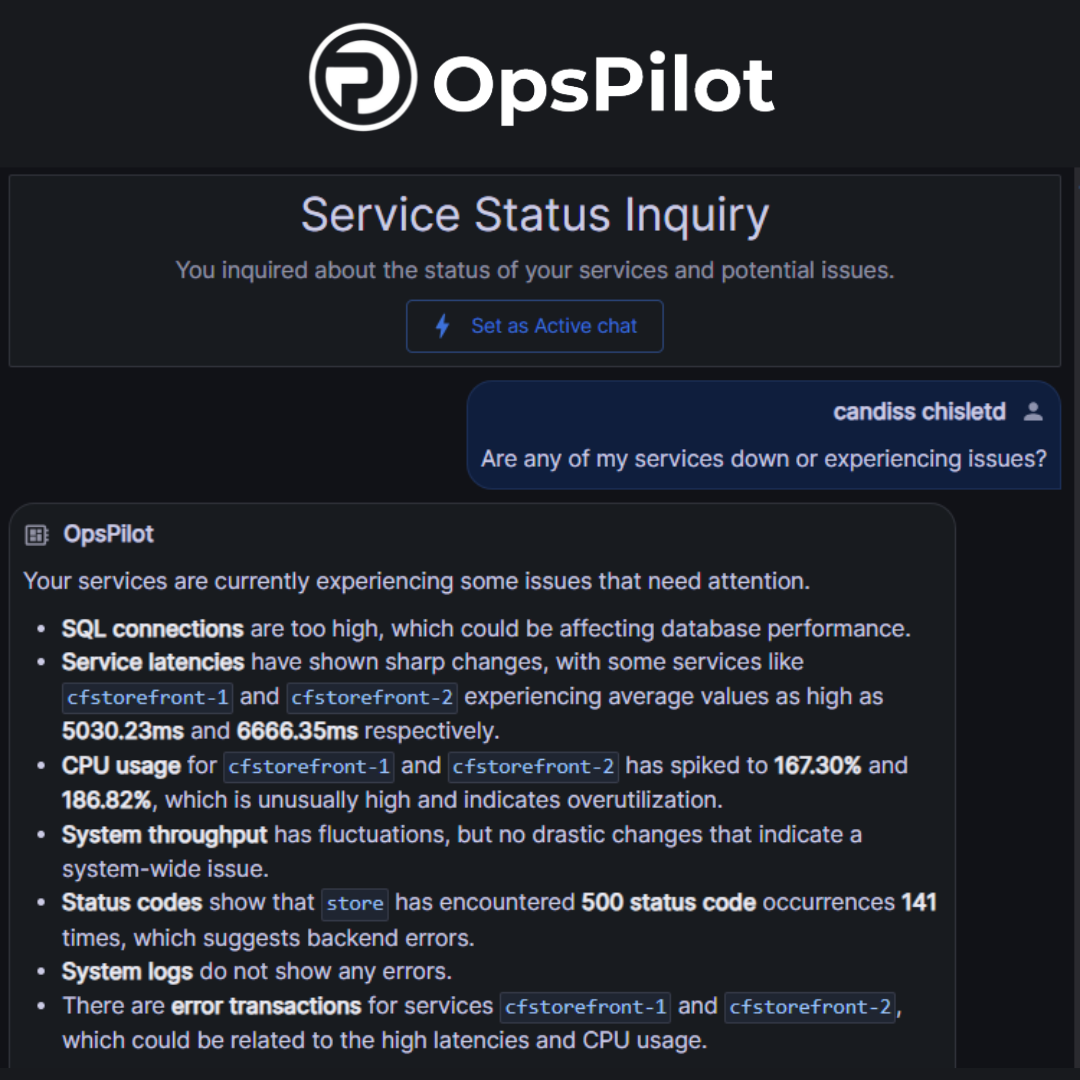 OpsPilot
Service Status Inquiry
You inquired about the status of your services and potential issues.
Set as Active chat
candiss chisletd
Are any of my services down or experiencing issues?
OpsPilot
Your services are currently experiencing some issues that need attention.
• SQL connections are too high, which could be affecting database performance.
• Service latencies have shown sharp changes, with some services like
cfstorefront-1 and cfstorefront-2 experiencing average values as high as
5030.23ms and 6666.35ms respectively.
• CPU usage for cfstorefront-1 and cfstorefront-2 has spiked to 167.30% and
186.82%, which is unusually high and indicates overutilization.
• System throughput has fluctuations, but no drastic changes that indicate a
system-wide issue.
• Status codes show that store has encountered 500 status code occurrences 141
times, which suggests backend errors.
• System logs do not show any errors.
• There are error transactions for services cfstorefront-1 and cfstorefront-2,
which could be related to the high latencies and CPU usage.